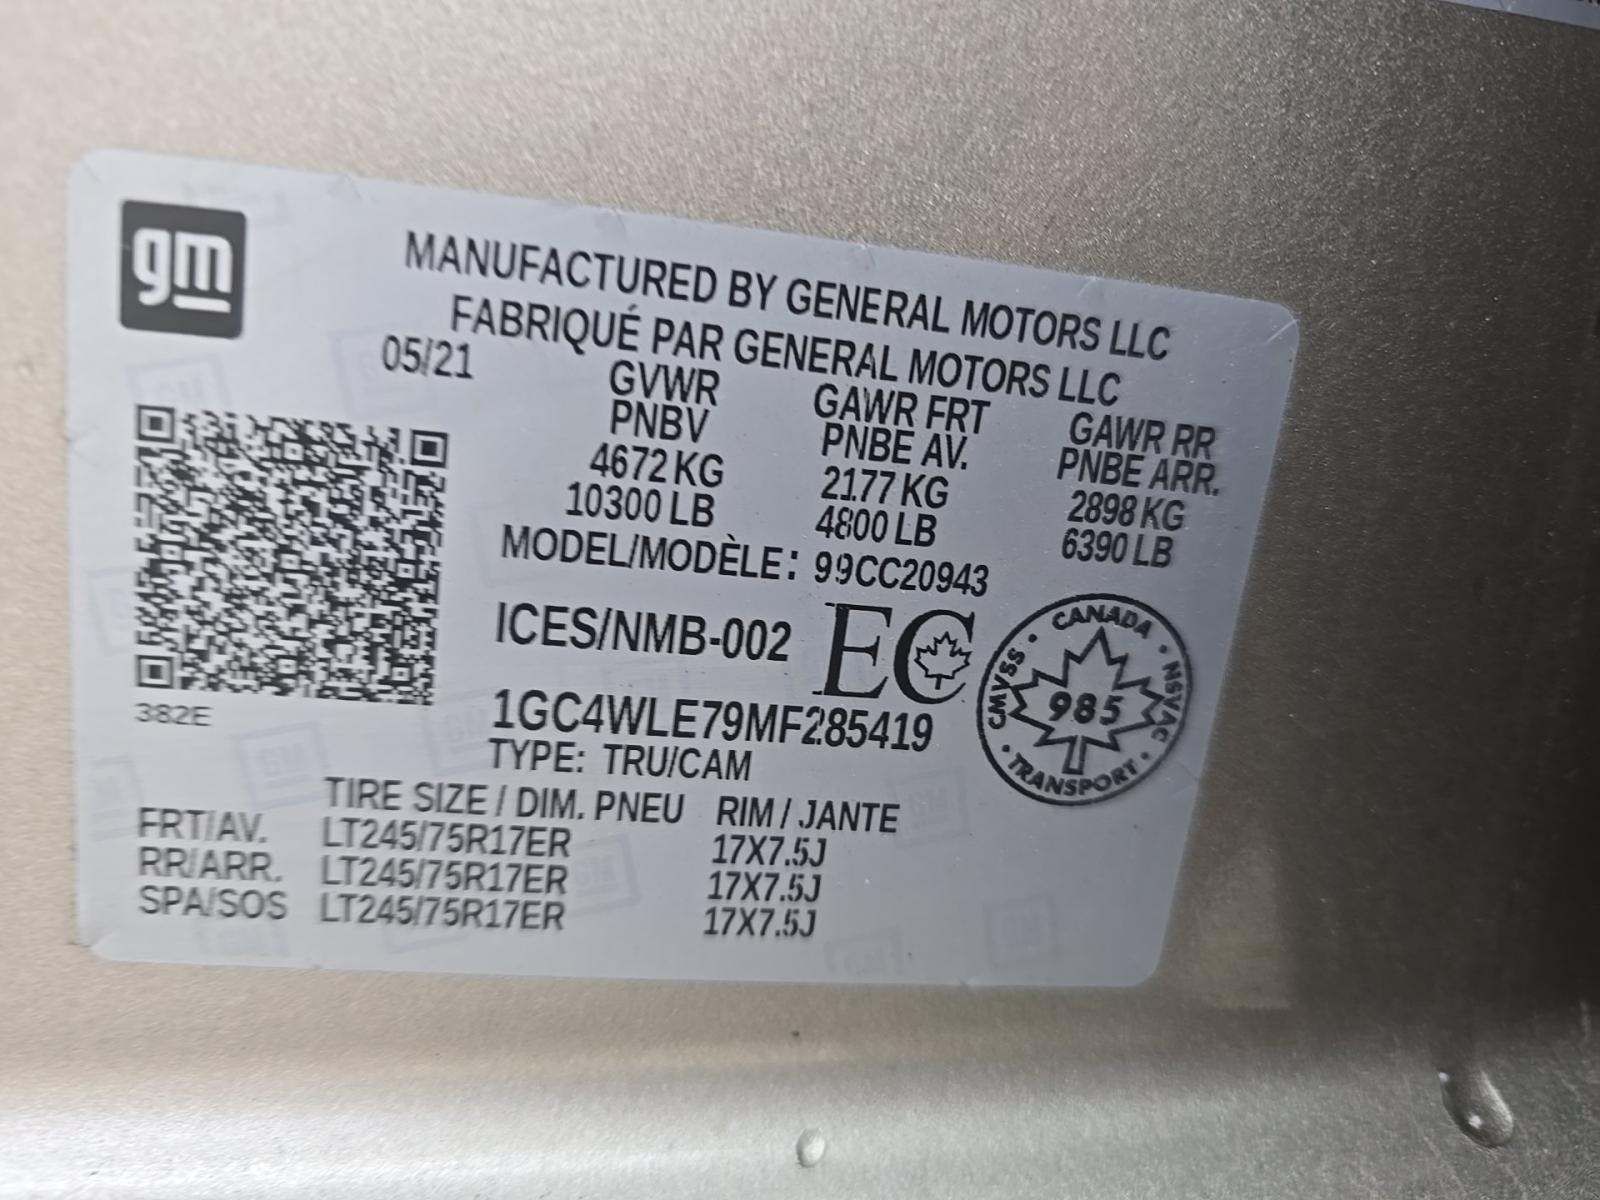 gm
MANUFACTURED BY GENERAL MOTORS LLC
FABRIQUÉ PAR GENERAL MOTORS LLC
05/21
GVWR GAWR FRT GAWR RR
PNBV PNBE AV. PNBE ARR.
4672 KG 2177 KG 2898 KG
10300 LB 4800 LB 6390 LB
MODEL/MODÈLE: 99CC20943
ICES/NMB-002 EC
CANADA · NSVAC · TRANSPORT · CMVSS ·
985
382E
1GC4WLE79MF285419
TYPE: TRU/CAM
TIRE SIZE / DIM. PNEU RIM / JANTE
FRT/AV. LT245/75R17ER 17X7.5J
RR/ARR. LT245/75R17ER 17X7.5J
SPA/SOS LT245/75R17ER 17X7.5J